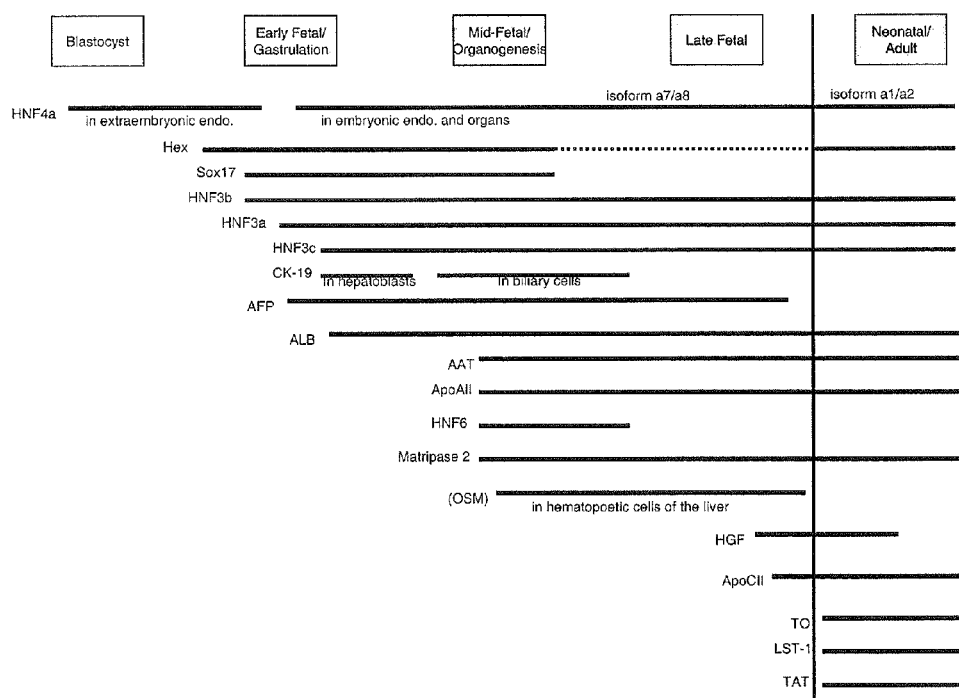 Blastocyst
Early Fetal/
Gastrulation
Mid-Fetal/
Organogenesis
Late Fetal
Neonatal/
Adult
isoform a7/a8
isoform a1/a2
HNF4a
in extraembryonic endo.
in embryonic endo. and organs
Hex
Sox17
HNF3b
HNF3a
HNF3c
CK-19
in hepatoblasts
in biliary cells
AFP
ALB
AAT
ApoAII
HNF6
Matripase 2
(OSM)
in hematopoetic cells of the liver
HGF
ApoCII
TO
LST-1
TAT